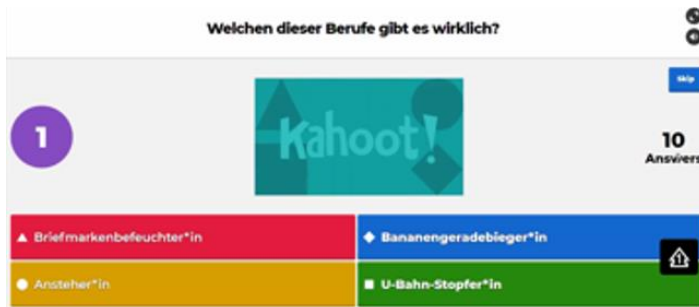 Welchen dieser Berufe gibt es wirklich?
Skip
1
Kahoot!
10
Answers
Briefmarkenbefeuchter*in
Bananengeradebieger*in
Ansteher*in
U-Bahn-Stopfer*in